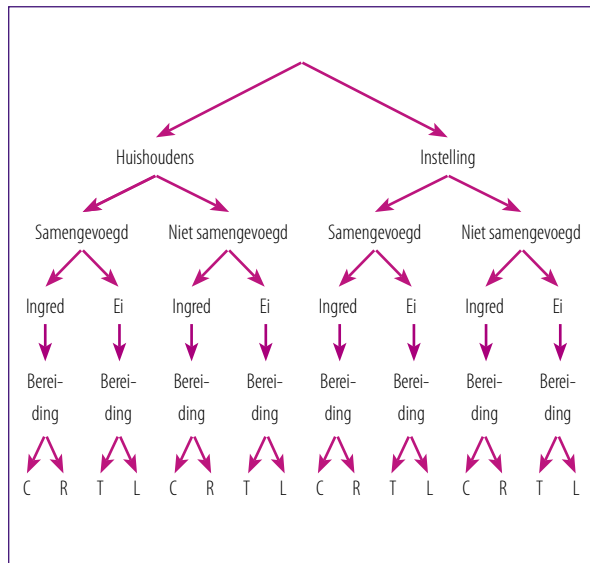 Huishoudens Instelling
Samengevoegd Niet samengevoegd Samengevoegd Niet samengevoegd
Ingred Ei Ingred Ei Ingred Ei Ingred Ei
Berei- Berei- Berei- Berei- Berei- Berei- Berei- Berei-
ding ding ding ding ding ding ding ding
C R T L C R T L C R T L C R T L